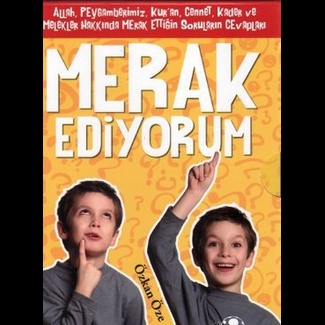 Allah, Peygamberimiz, Kur'an, Cennet, Kader ve
Melekler Hakkında Merak Ettiğin Soruların Cevapları
MERAK
EDİYORUM
Özkan Öze